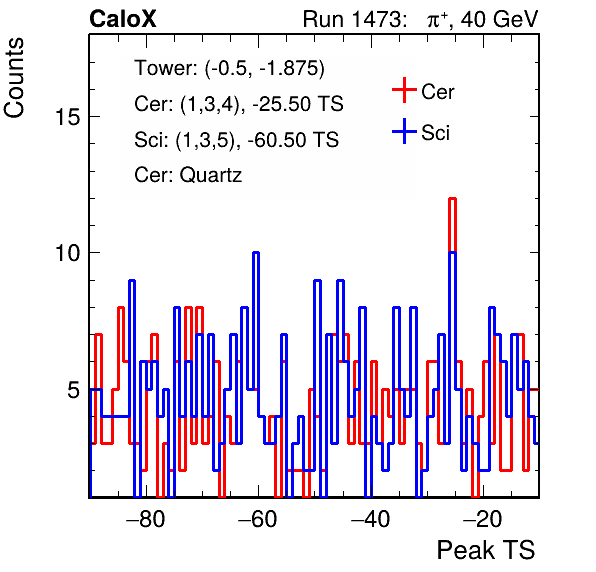 CaloX Run 1473: π⁺, 40 GeV
Counts
Tower: (-0.5, -1.875)
Cer: (1,3,4), -25.50 TS
Sci: (1,3,5), -60.50 TS
Cer: Quartz
Cer
Sci
15
10
5
−80 −60 −40 −20
Peak TS